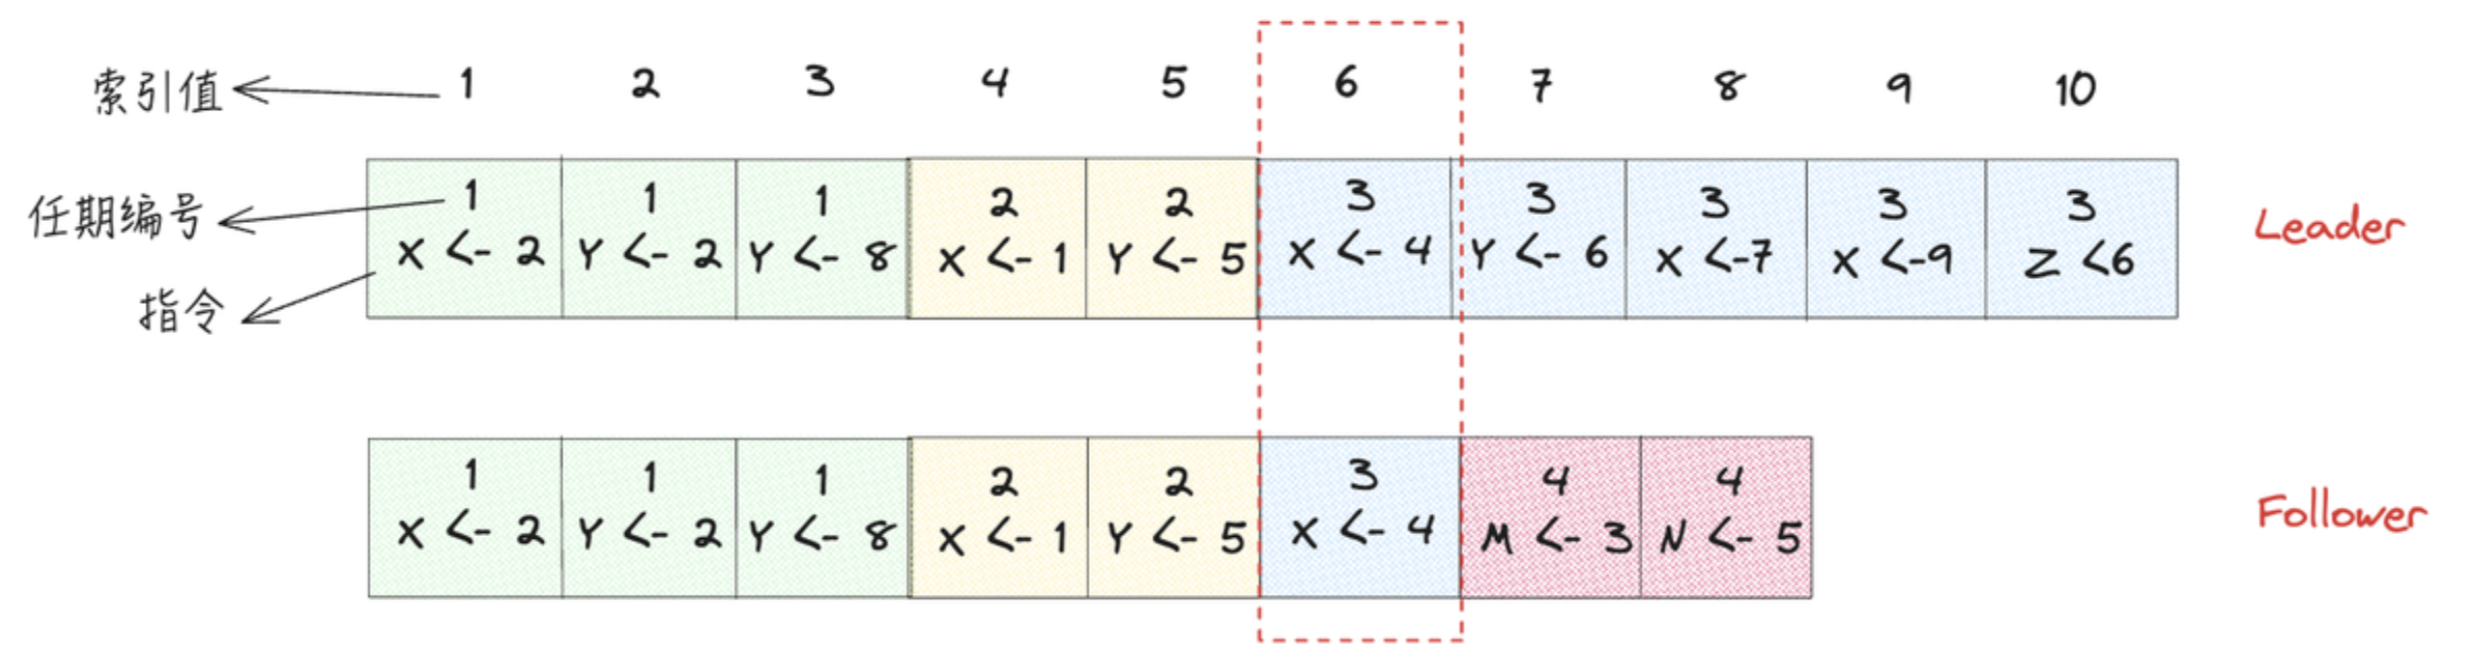 索引值 1 2 3 4 5 6 7 8 9 10
任期编号 1 1 1 2 2 3 3 3 3 3
X <- 2 Y <- 2 Y <- 8 X <- 1 Y <- 5 X <- 4 Y <- 6 X <-7 X <-9 Z <6
Leader
指令
1 1 1 2 2 3 4 4
X <- 2 Y <- 2 Y <- 8 X <- 1 Y <- 5 X <- 4 M <- 3 N <- 5
Follower